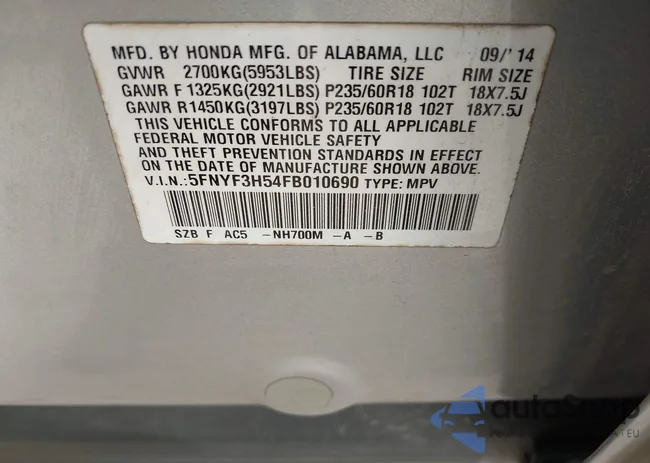 MFD. BY HONDA MFG. OF ALABAMA, LLC 09/'14
GVWR 2700KG(5953LBS) TIRE SIZE RIM SIZE
GAWR F 1325KG(2921LBS) P235/60R18 102T 18X7.5J
GAWR R1450KG(3197LBS) P235/60R18 102T 18X7.5J
THIS VEHICLE CONFORMS TO ALL APPLICABLE
FEDERAL MOTOR VEHICLE SAFETY
AND THEFT PREVENTION STANDARDS IN EFFECT
ON THE DATE OF MANUFACTURE SHOWN ABOVE.
V.I.N.:5FNYF3H54FB010690 TYPE: MPV
SZB F AC5 -NH700M -A -B